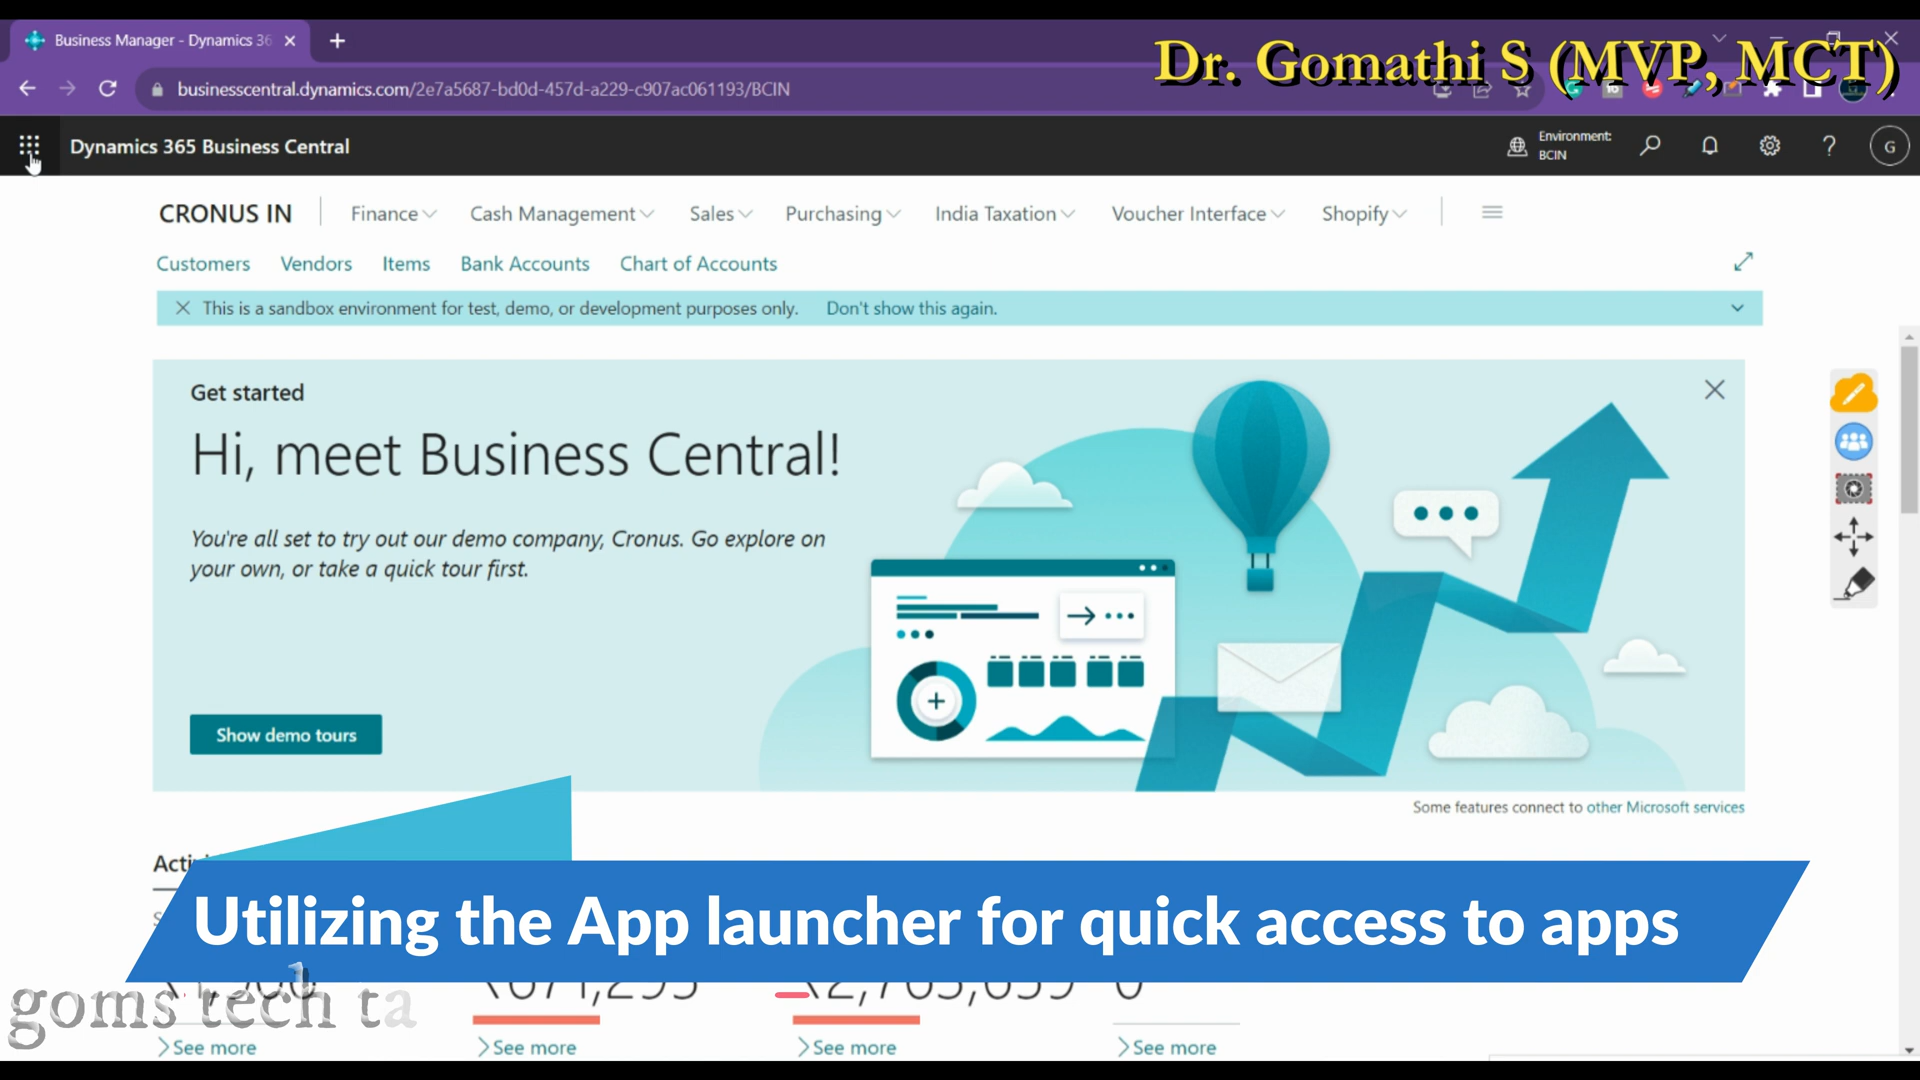 Business Manager - Dynamics 36
Dr. Gomathi S (MVP, MCT)
businesscentral.dynamics.com/2e7a5687-bd0d-457d-a229-c907ac061193/BCIN
Dynamics 365 Business Central
Environment:
BCIN
?
G
CRONUS IN
Finance
Cash Management
Sales
Purchasing
India Taxation
Voucher Interface
Shopify
Customers
Vendors
Items
Bank Accounts
Chart of Accounts
This is a sandbox environment for test, demo, or development purposes only.
Don't show this again.
Get started
Hi, meet Business Central!
You're all set to try out our demo company, Cronus. Go explore on
your own, or take a quick tour first.
Show demo tours
Some features connect to other Microsoft services
Utilizing the App launcher for quick access to apps
goms tech ta
See more
See more
See more
See more